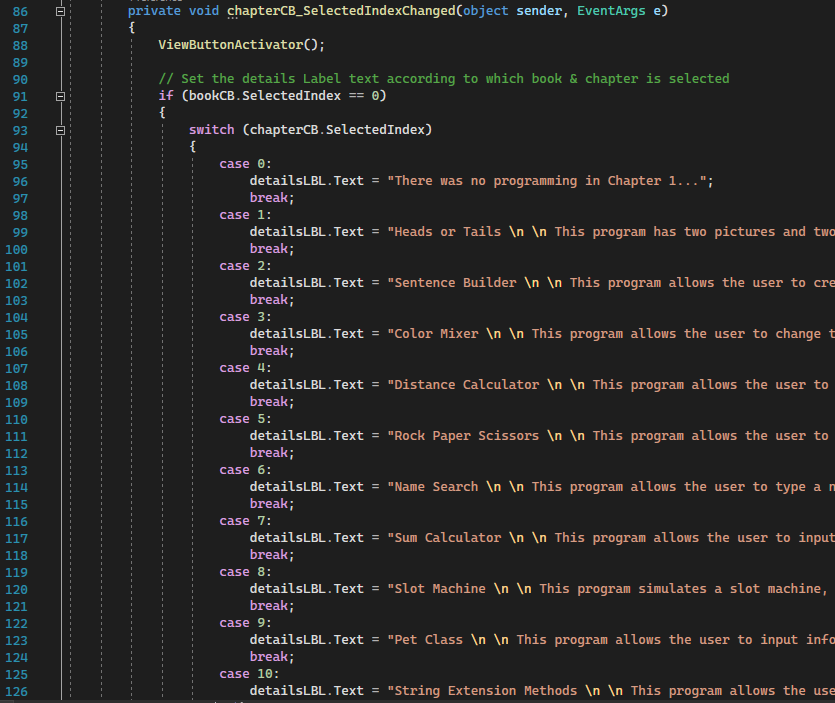 86 private void chapterCB_SelectedIndexChanged(object sender, EventArgs e)
87 {
88 ViewButtonActivator();
89
90 // Set the details Label text according to which book & chapter is selected
91 if (bookCB.SelectedIndex == 0)
92 {
93 switch (chapterCB.SelectedIndex)
94 {
95 case 0:
96 detailsLBL.Text = "There was no programming in Chapter 1...";
97 break;
98 case 1:
99 detailsLBL.Text = "Heads or Tails \n \n This program has two pictures and two
100 break;
101 case 2:
102 detailsLBL.Text = "Sentence Builder \n \n This program allows the user to cre
103 break;
104 case 3:
105 detailsLBL.Text = "Color Mixer \n \n This program allows the user to change t
106 break;
107 case 4:
108 detailsLBL.Text = "Distance Calculator \n \n This program allows the user to
109 break;
110 case 5:
111 detailsLBL.Text = "Rock Paper Scissors \n \n This program allows the user to
112 break;
113 case 6:
114 detailsLBL.Text = "Name Search \n \n This program allows the user to type a n
115 break;
116 case 7:
117 detailsLBL.Text = "Sum Calculator \n \n This program allows the user to input
118 break;
119 case 8:
120 detailsLBL.Text = "Slot Machine \n \n This program simulates a slot machine,
121 break;
122 case 9:
123 detailsLBL.Text = "Pet Class \n \n This program allows the user to input info
124 break;
125 case 10:
126 detailsLBL.Text = "String Extension Methods \n \n This program allows the use